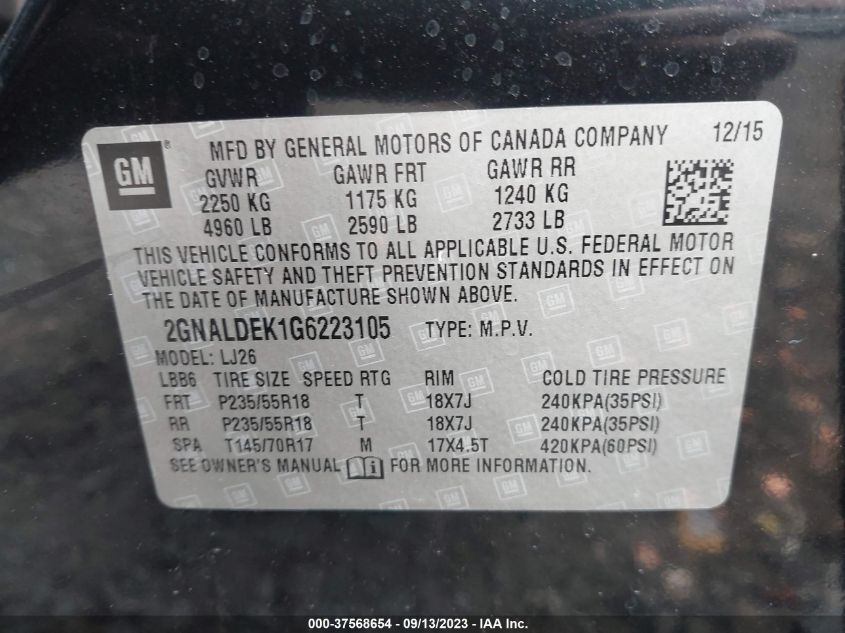 GM ® MFD BY GENERAL MOTORS OF CANADA COMPANY 12/15
GVWR GAWR FRT GAWR RR
2250 KG 1175 KG 1240 KG
4960 LB 2590 LB 2733 LB
THIS VEHICLE CONFORMS TO ALL APPLICABLE U.S. FEDERAL MOTOR
VEHICLE SAFETY AND THEFT PREVENTION STANDARDS IN EFFECT ON
THE DATE OF MANUFACTURE SHOWN ABOVE.
2GNALDEK1G6223105 TYPE: M.P.V.
MODEL: LJ26
LBB6 TIRE SIZE SPEED RTG RIM COLD TIRE PRESSURE
FRT P235/55R18 T 18X7J 240KPA(35PSI)
RR P235/55R18 T 18X7J 240KPA(35PSI)
SPA T145/70R17 M 17X4.5T 420KPA(60PSI)
SEE OWNER'S MANUAL FOR MORE INFORMATION.
000-37568654 - 09/13/2023 - IAA Inc.